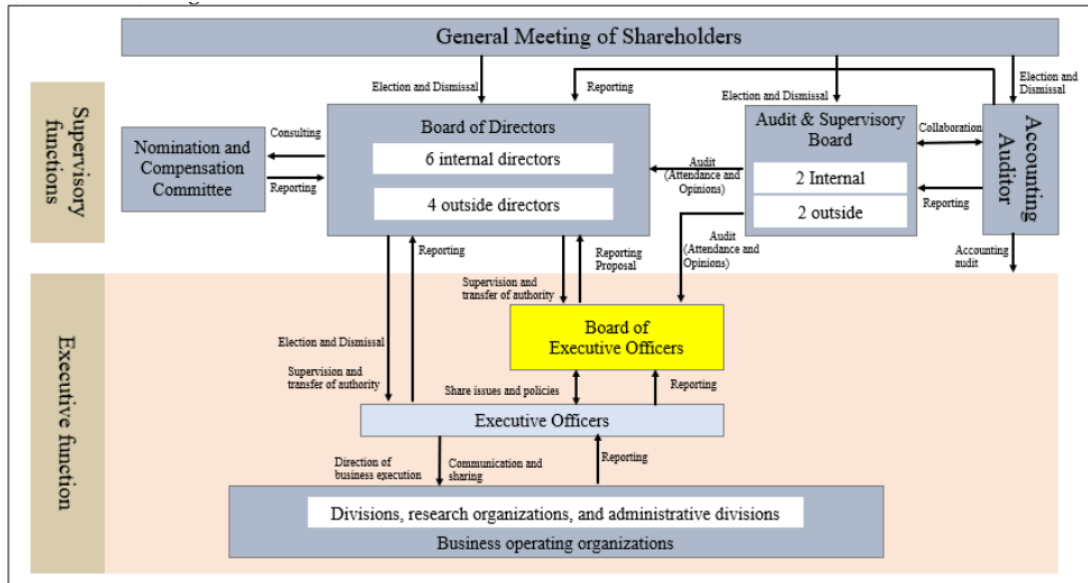 General Meeting of Shareholders
Election and Dismissal
Reporting
Election and Dismissal
Election and
Dismissal
Supervisory
functions
Nomination and
Compensation
Committee
Consulting
Reporting
Board of Directors
6 internal directors
4 outside directors
Audit
(Attendance and
Opinions)
Audit & Supervisory
Board
2 Internal
2 outside
Collaboration
Reporting
Accounting
Auditor
Reporting
Reporting
Proposal
Audit
(Attendance and
Opinions)
Accounting
audit
Supervision and
transfer of authority
Executive function
Board of
Executive Officers
Election and Dismissal
Supervision and
transfer of authority
Share issues and policies
Reporting
Executive Officers
Direction of
business execution
Communication and
sharing
Reporting
Divisions, research organizations, and administrative divisions
Business operating organizations